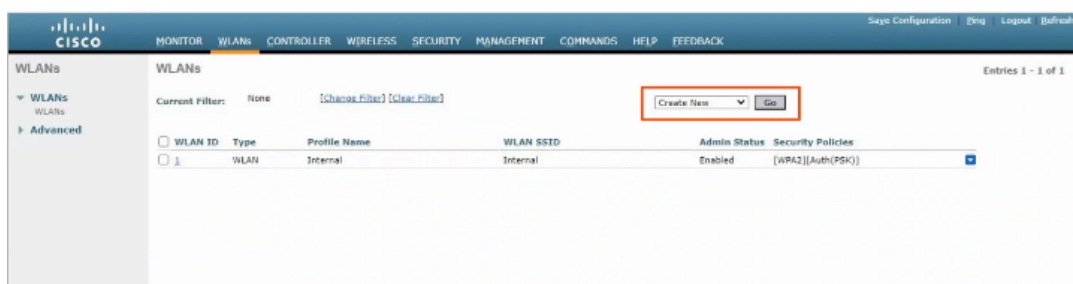 Save Configuration Ping Logout Refresh
CISCO MONITOR WLANs CONTROLLER WIRELESS SECURITY MANAGEMENT COMMANDS HELP FEEDBACK
WLANs
WLANs
WLANs
Advanced
WLANs Entries 1 - 1 of 1
Current Filter: None [Change Filter] [Clear Filter] Create New Go
WLAN ID Type Profile Name WLAN SSID Admin Status Security Policies
1 WLAN Internal Internal Enabled [WPA2][Auth(PSK)]